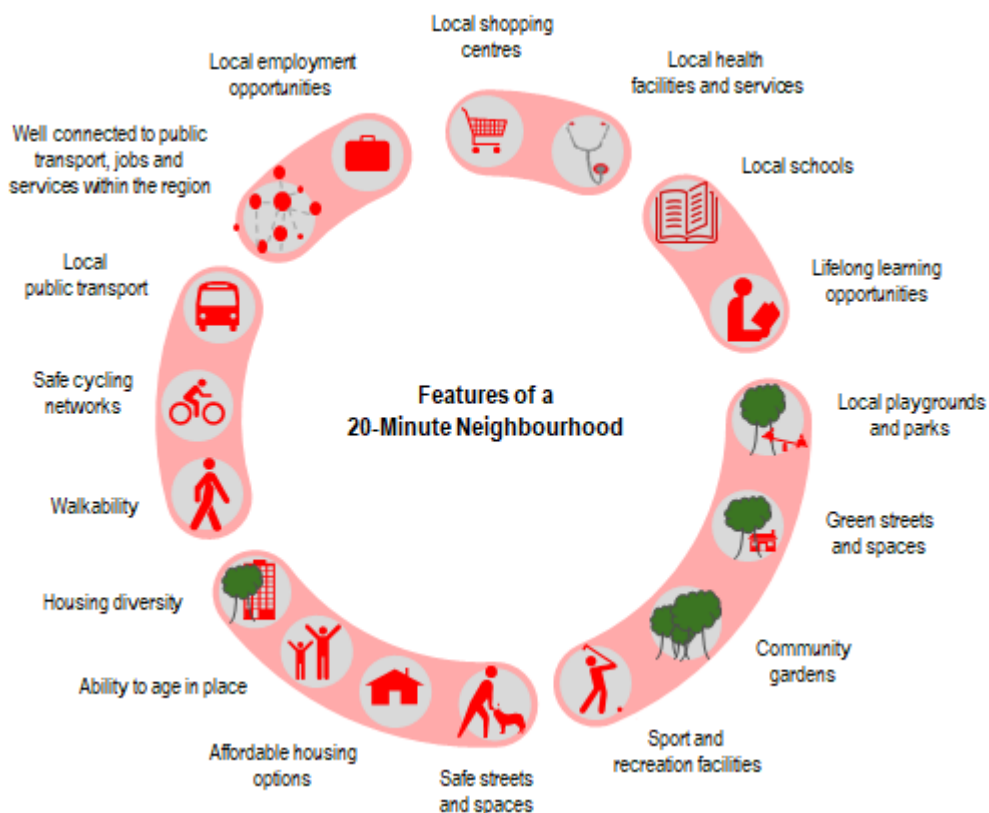 Local shopping
centres
Local health
facilities and services
Local schools
Lifelong learning
opportunities
Local playgrounds
and parks
Green streets
and spaces
Community
gardens
Sport and
recreation facilities
Safe streets
and spaces
Affordable housing
options
Ability to age in place
Housing diversity
Walkability
Safe cycling
networks
Local
public transport
Well connected to public
transport, jobs and
services within the region
Local employment
opportunities
Features of a
20-Minute Neighbourhood